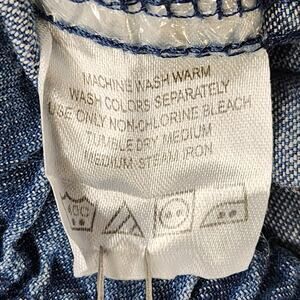 MACHINE WASH WARM
WASH COLORS SEPARATELY
USE ONLY NON-CHLORINE BLEACH
TUMBLE DRY MEDIUM
MEDIUM STEAM IRON